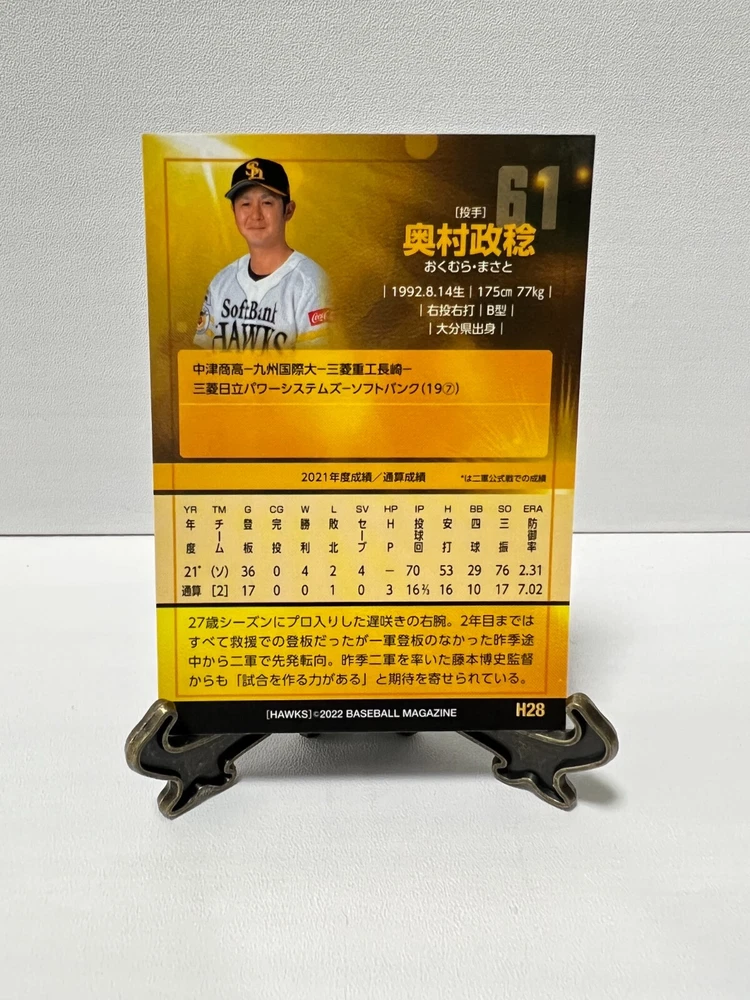 61
[投手]
奥村政稔
おくむら・まさと
| 1992.8.14生 | 175㎝ 77㎏ |
| 右投右打 | B型 |
| 大分県出身 |
SoftBank
HAWKS
中津商高−九州国際大−三菱重工長崎−
三菱日立パワーシステムズ−ソフトバンク(19⑦)
2021年度成績／通算成績 *は二軍公式戦での成績
YR TM G CG W L SV HP IP H BB SO ERA
年度 チーム 登板 完投 勝利 敗北 セーブ HP 投球回 安打 四球 三振 防御率
21* (ソ) 36 0 4 2 4 − 70 53 29 76 2.31
通算 [2] 17 0 0 1 0 3 16⅔ 16 10 17 7.02
27歳シーズンにプロ入りした遅咲きの右腕。2年目までは
すべて救援での登板だったが一軍登板のなかった昨季途
中から二軍で先発転向。昨季二軍を率いた藤本博史監督
からも「試合を作る力がある」と期待を寄せられている。
[HAWKS]©2022 BASEBALL MAGAZINE H28